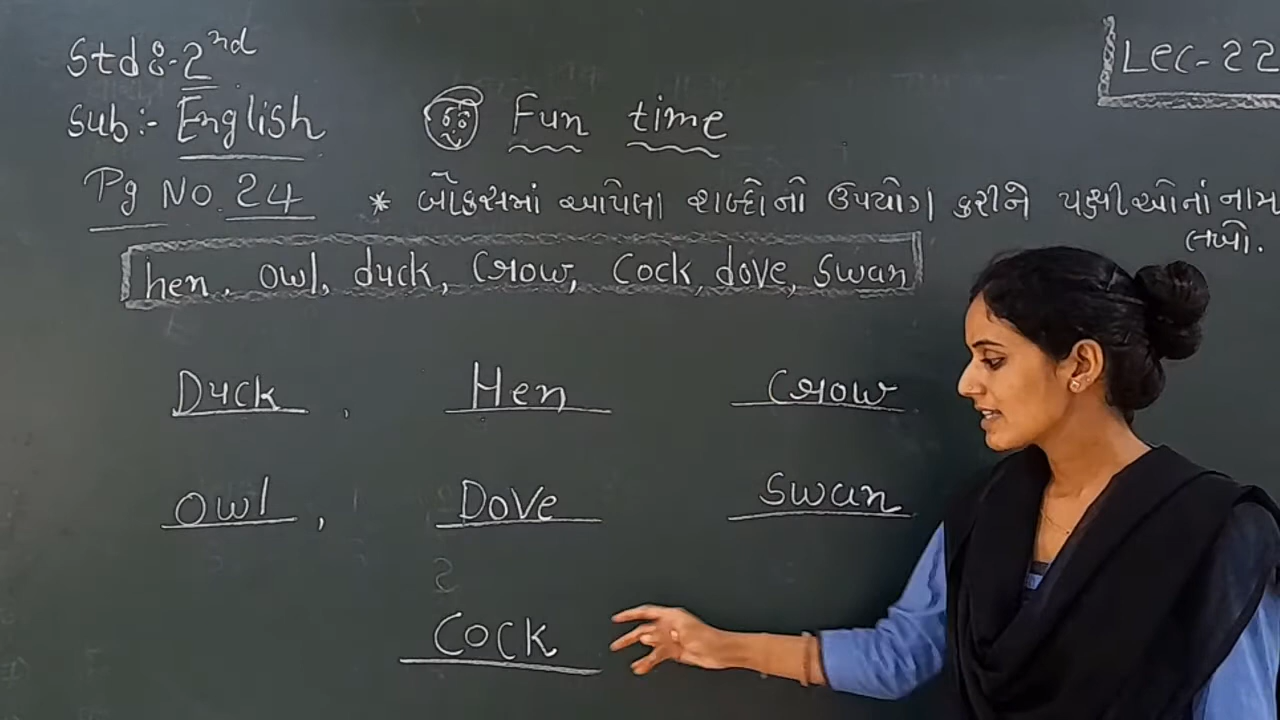 Std :- 2nd
Lec-22
Sub:- English
Fun time
Pg No. 24
* બોકસમાં આપેલા શબ્દોનો ઉપયોગ કરીને પક્ષીઓનાં નામ
લખો.
hen, owl, duck, Crow, Cock, dove, swan
Duck, Hen Crow
Owl, Dove Swan
Cock